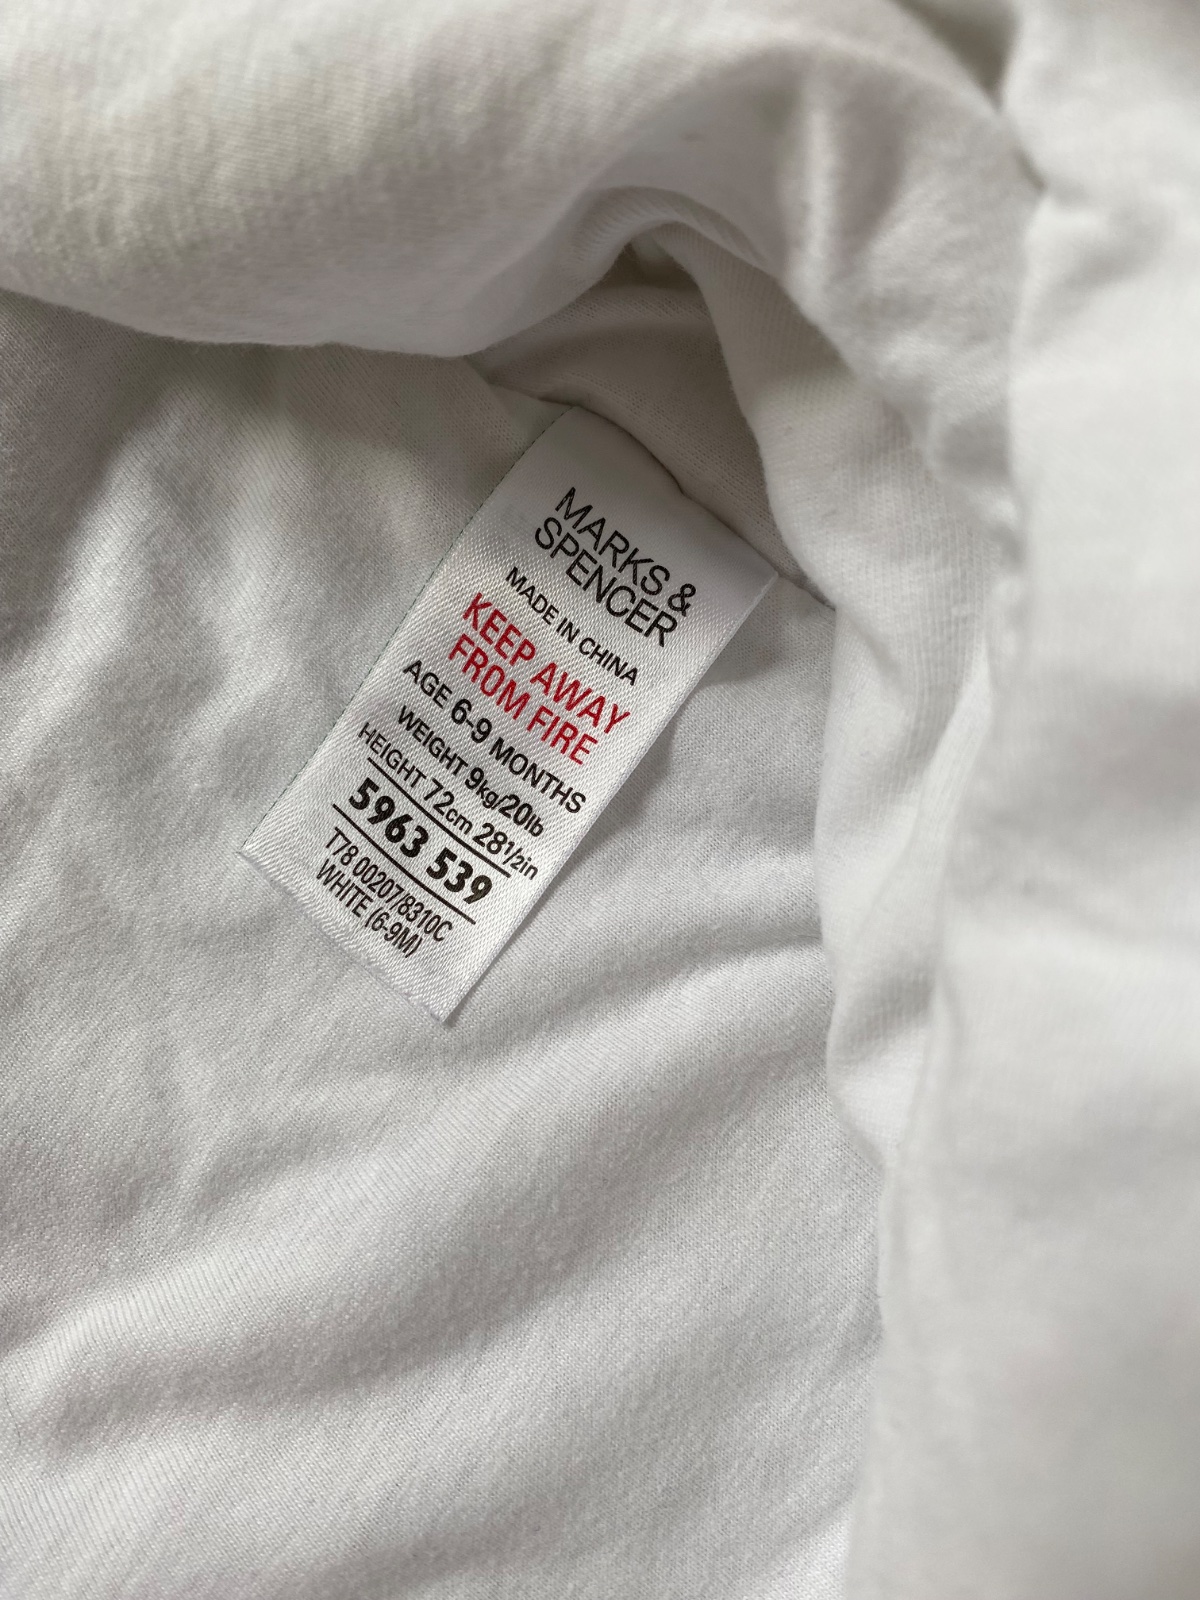 MARKS &
SPENCER
MADE IN CHINA
KEEP AWAY
FROM FIRE
AGE 6-9 MONTHS
WEIGHT 9kg/20lb
HEIGHT 72cm 281/2in
5963 539
T78 00207/8310C
WHITE (6-9M)